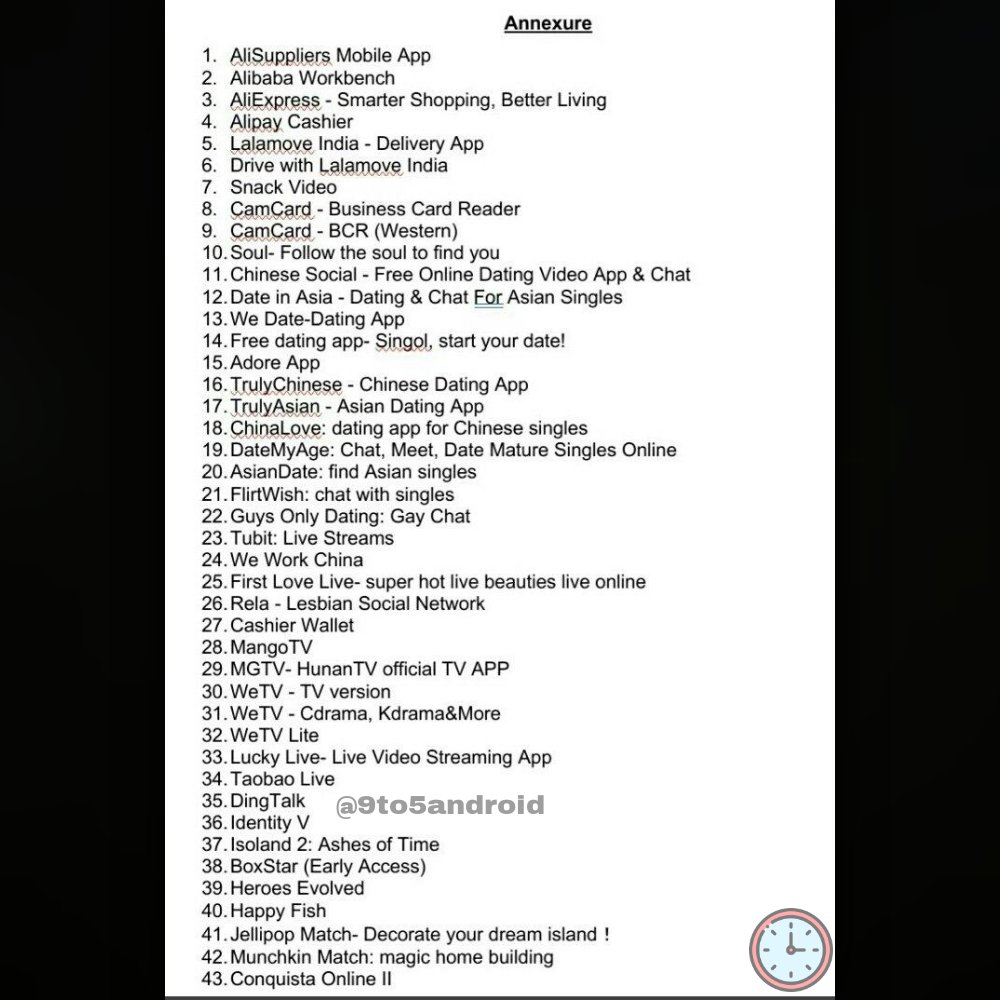 Annexure
1. AliSuppliers Mobile App
2. Alibaba Workbench
3. AliExpress - Smarter Shopping, Better Living
4. Alipay Cashier
5. Lalamove India - Delivery App
6. Drive with Lalamove India
7. Snack Video
8. CamCard - Business Card Reader
9. CamCard - BCR (Western)
10. Soul- Follow the soul to find you
11. Chinese Social - Free Online Dating Video App & Chat
12. Date in Asia - Dating & Chat For Asian Singles
13. We Date-Dating App
14. Free dating app- Singol, start your date!
15. Adore App
16. TrulyChinese - Chinese Dating App
17. TrulyAsian - Asian Dating App
18. ChinaLove: dating app for Chinese singles
19. DateMyAge: Chat, Meet, Date Mature Singles Online
20. AsianDate: find Asian singles
21. FlirtWish: chat with singles
22. Guys Only Dating: Gay Chat
23. Tubit: Live Streams
24. We Work China
25. First Love Live- super hot live beauties live online
26. Rela - Lesbian Social Network
27. Cashier Wallet
28. MangoTV
29. MGTV- HunanTV official TV APP
30. WeTV - TV version
31. WeTV - Cdrama, Kdrama&More
32. WeTV Lite
33. Lucky Live- Live Video Streaming App
34. Taobao Live
35. DingTalk
@9to5android
36. Identity V
37. Isoland 2: Ashes of Time
38. BoxStar (Early Access)
39. Heroes Evolved
40. Happy Fish
41. Jellipop Match- Decorate your dream island！
42. Munchkin Match: magic home building
43. Conquista Online II